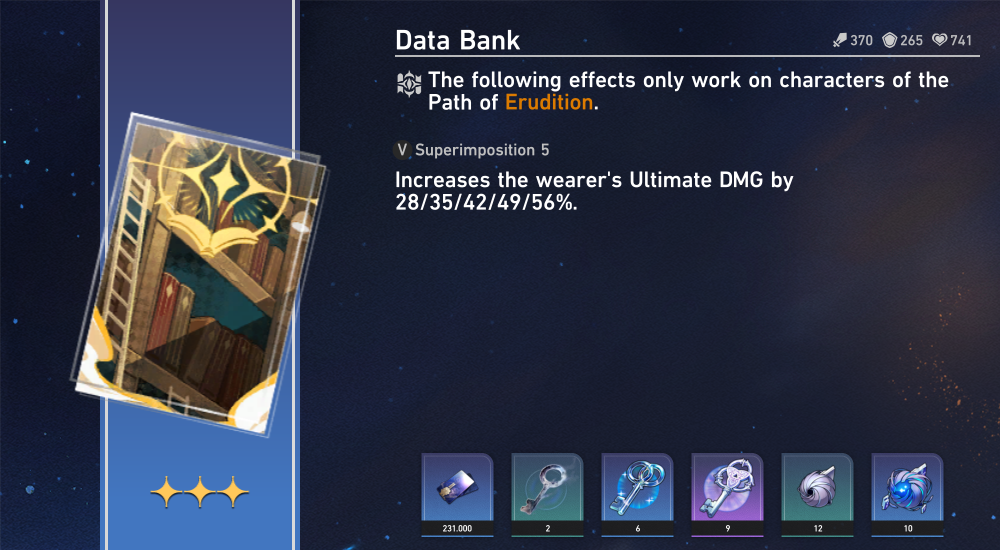 Data Bank
370 265 741
The following effects only work on characters of the
Path of Erudition.
V Superimposition 5
Increases the wearer's Ultimate DMG by
28/35/42/49/56%.
231.000 2 6 9 12 10